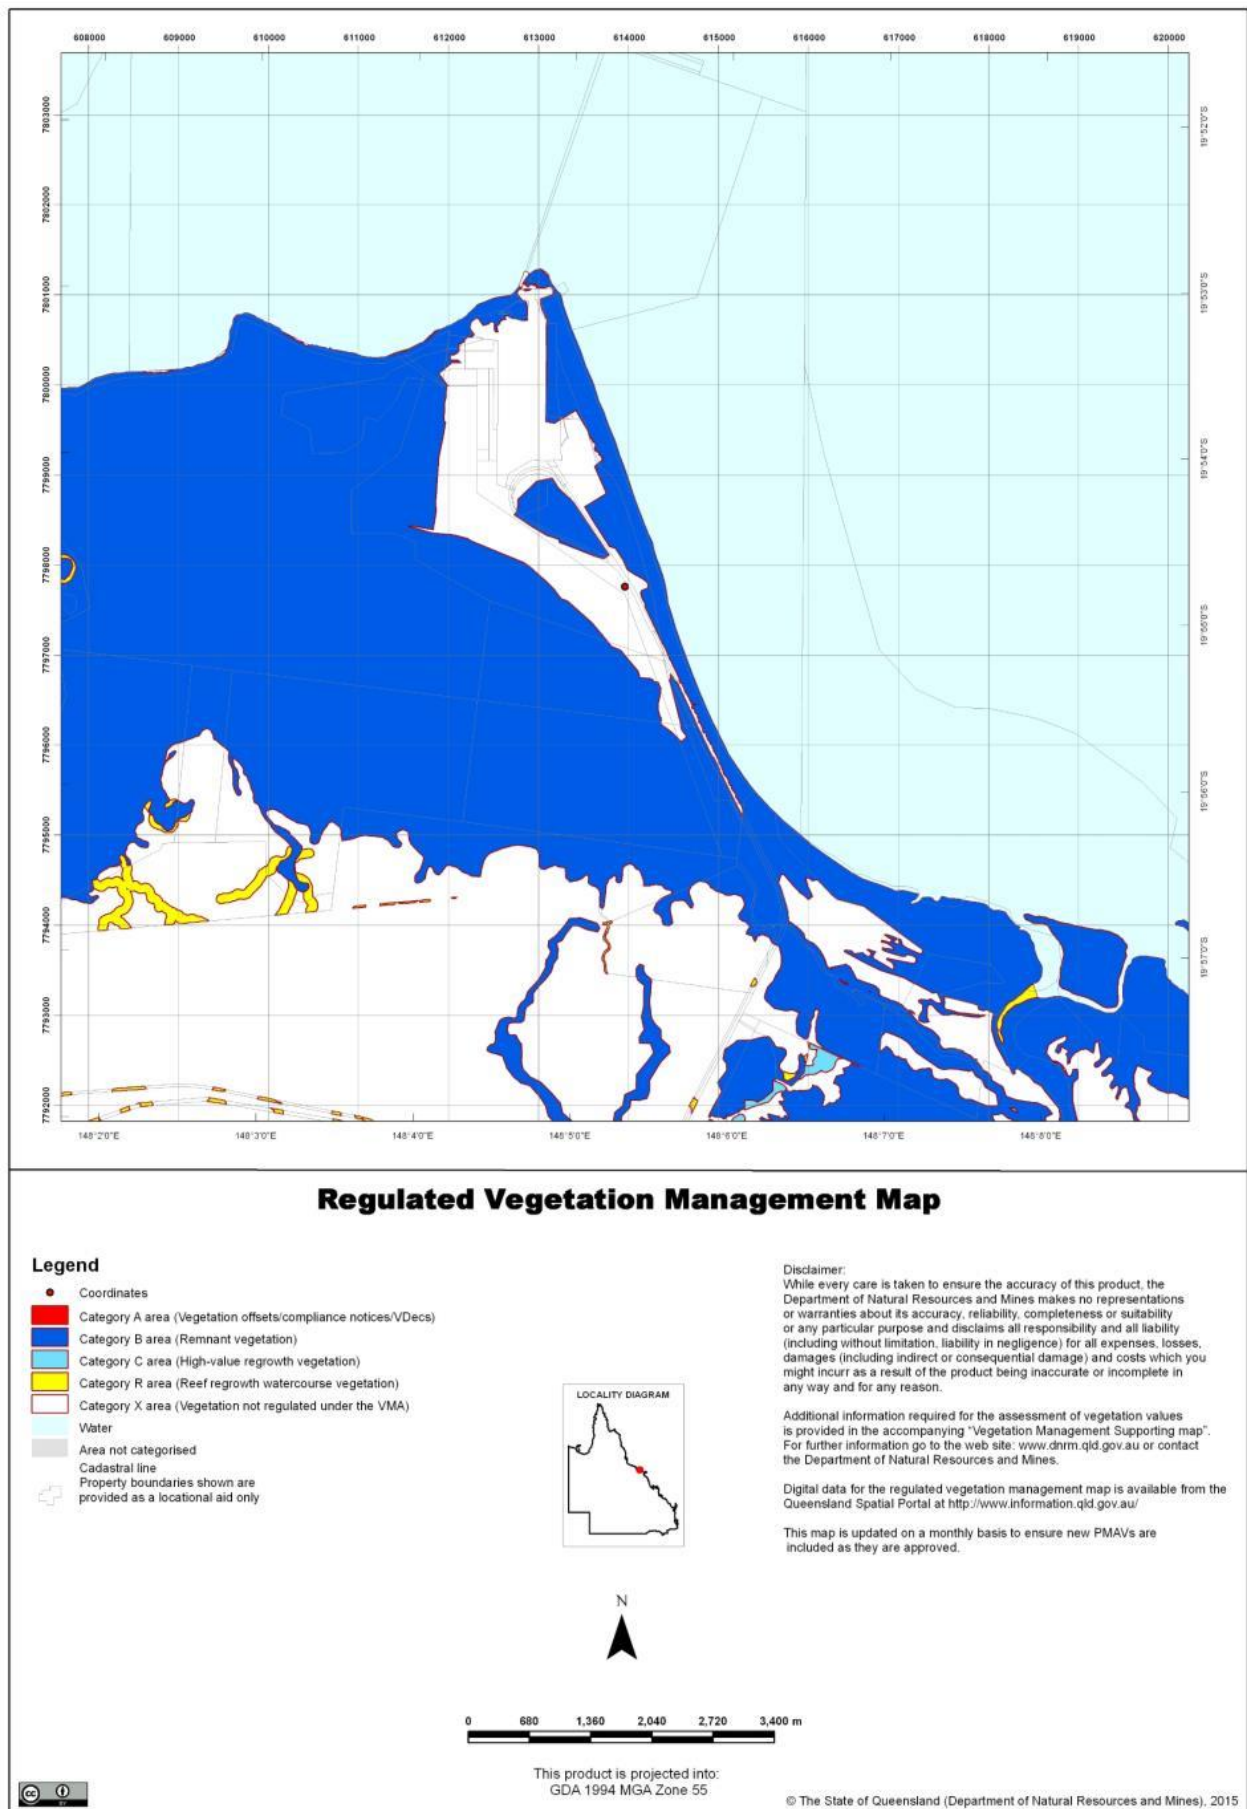 608000 609000 610000 611000 612000 613000 614000 615000 616000 617000 618000 619000 620000
7803000
7802000
7801000
7800000
7799000
7798000
7797000
7796000
7795000
7794000
7793000
7792000
19°52'0"S
19°53'0"S
19°54'0"S
19°55'0"S
19°56'0"S
19°57'0"S
148°2'0"E 148°3'0"E 148°4'0"E 148°5'0"E 148°6'0"E 148°7'0"E 148°8'0"E
Regulated Vegetation Management Map
Legend
Coordinates
Category A area (Vegetation offsets/compliance notices/VDecs)
Category B area (Remnant vegetation)
Category C area (High-value regrowth vegetation)
Category R area (Reef regrowth watercourse vegetation)
Category X area (Vegetation not regulated under the VMA)
Water
Area not categorised
Cadastral line
Property boundaries shown are
provided as a locational aid only
LOCALITY DIAGRAM
Disclaimer:
While every care is taken to ensure the accuracy of this product, the
Department of Natural Resources and Mines makes no representations
or warranties about its accuracy, reliability, completeness or suitability
or any particular purpose and disclaims all responsibility and all liability
(including without limitation, liability in negligence) for all expenses, losses,
damages (including indirect or consequential damage) and costs which you
might incurr as a result of the product being inaccurate or incomplete in
any way and for any reason.
Additional information required for the assessment of vegetation values
is provided in the accompanying "Vegetation Management Supporting map".
For further information go to the web site: www.dnrm.qld.gov.au or contact
the Department of Natural Resources and Mines.
Digital data for the regulated vegetation management map is available from the
Queensland Spatial Portal at http://www.information.qld.gov.au/
This map is updated on a monthly basis to ensure new PMAVs are
included as they are approved.
N
0 680 1,360 2,040 2,720 3,400 m
This product is projected into:
GDA 1994 MGA Zone 55
cc
BY
© The State of Queensland (Department of Natural Resources and Mines), 2015